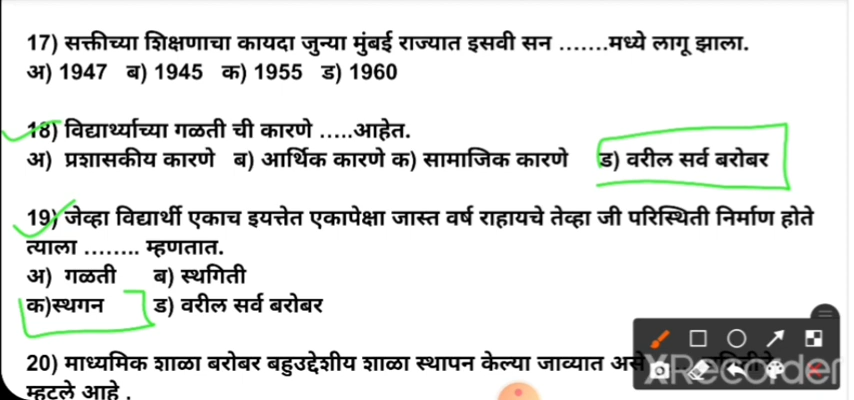 17) सक्तीच्या शिक्षणाचा कायदा जुन्या मुंबई राज्यात इसवी सन .......मध्ये लागू झाला.
अ) 1947 ब) 1945 क) 1955 ड) 1960
18) विद्यार्थ्याच्या गळती ची कारणे .....आहेत.
अ) प्रशासकीय कारणे ब) आर्थिक कारणे क) सामाजिक कारणे ड) वरील सर्व बरोबर
19) जेव्हा विद्यार्थी एकाच इयत्तेत एकापेक्षा जास्त वर्ष राहायचे तेव्हा जी परिस्थिती निर्माण होते
त्याला ........ म्हणतात.
अ) गळती ब) स्थगिती
क)स्थगन ड) वरील सर्व बरोबर
20) माध्यमिक शाळा बरोबर बहुउद्देशीय शाळा स्थापन केल्या जाव्यात
म्हटले आहे .
XRecorder